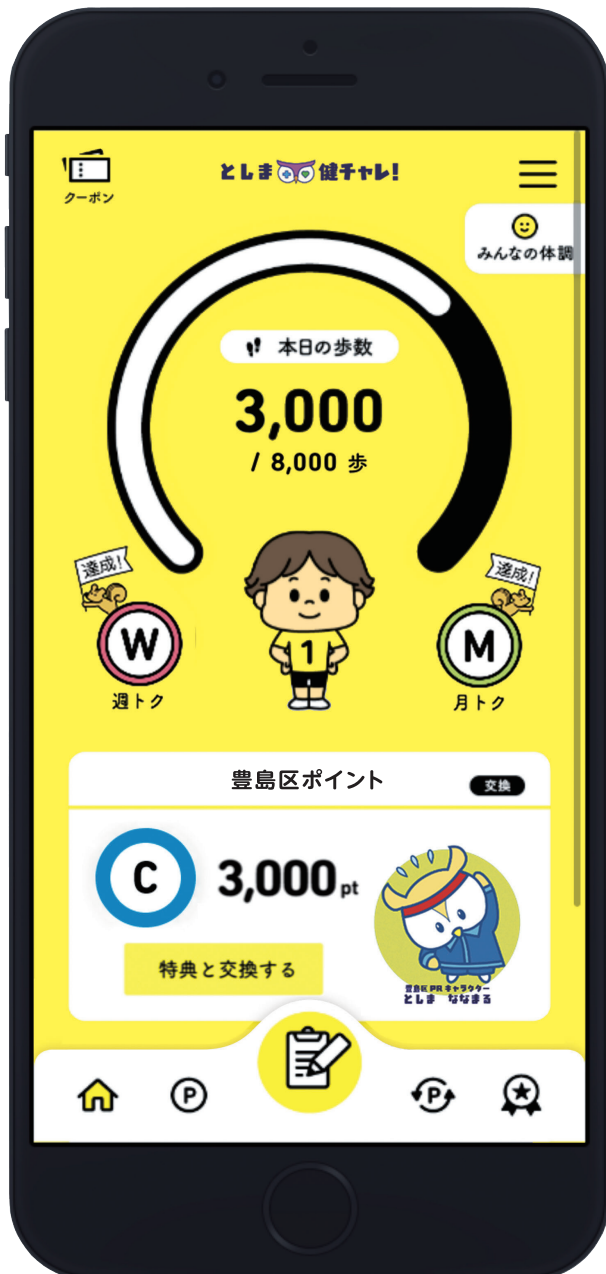 クーポン
としま健チャレ!
みんなの体調
本日の歩数
3,000
/ 8,000 歩
達成!
達成!
W
M
1
週トク
月トク
豊島区ポイント
交換
C
3,000 pt
特典と交換する
豊島区PRキャラクター
としま ななまる
P
P